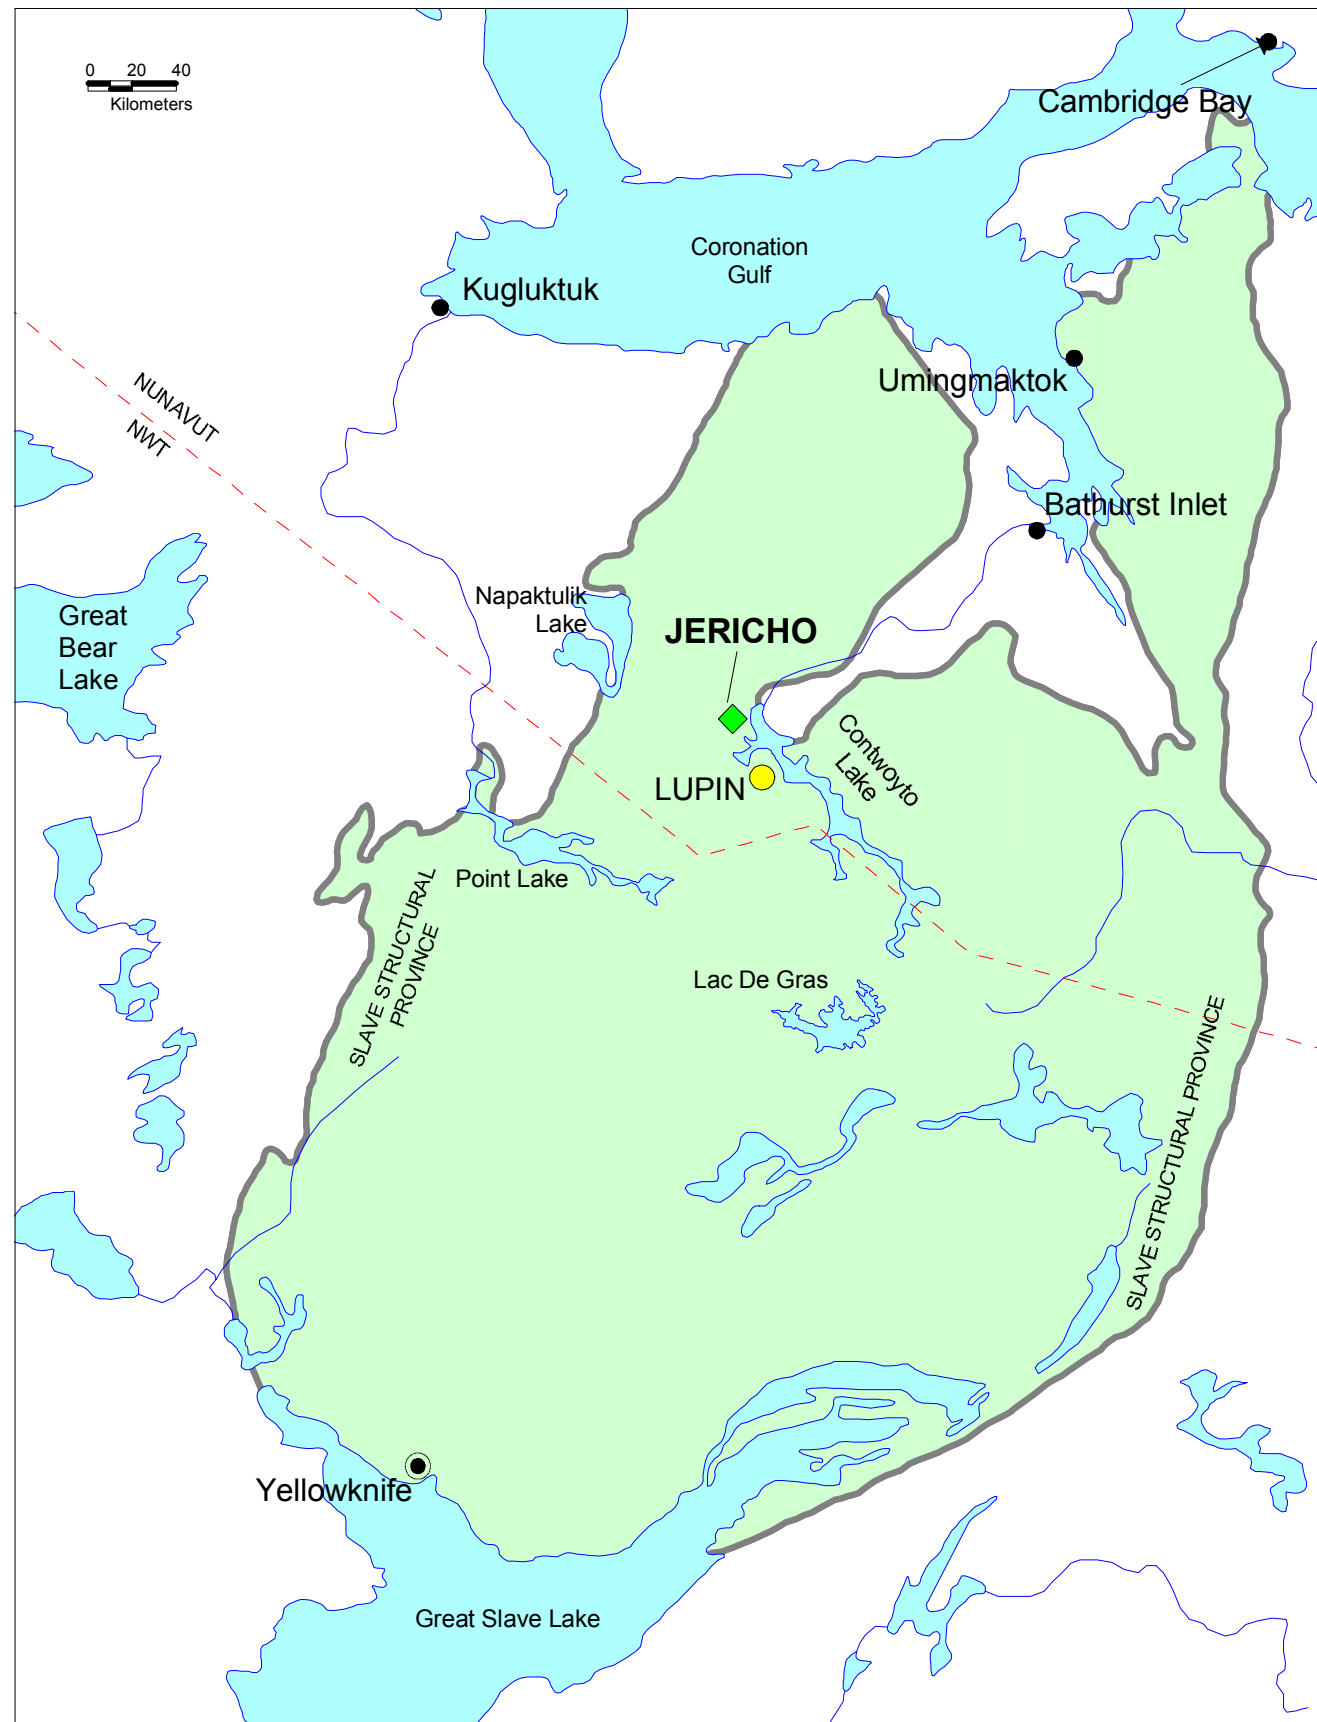 0 20 40
Kilometers
Cambridge Bay
Coronation
Gulf
Kugluktuk
Umingmaktok
NUNAVUT
NWT
Bathurst Inlet
Napaktulik
Lake
Great
Bear
Lake
JERICHO
Contwoyto
Lake
LUPIN
Point Lake
SLAVE STRUCTURAL
PROVINCE
Lac De Gras
SLAVE STRUCTURAL PROVINCE
Yellowknife
Great Slave Lake